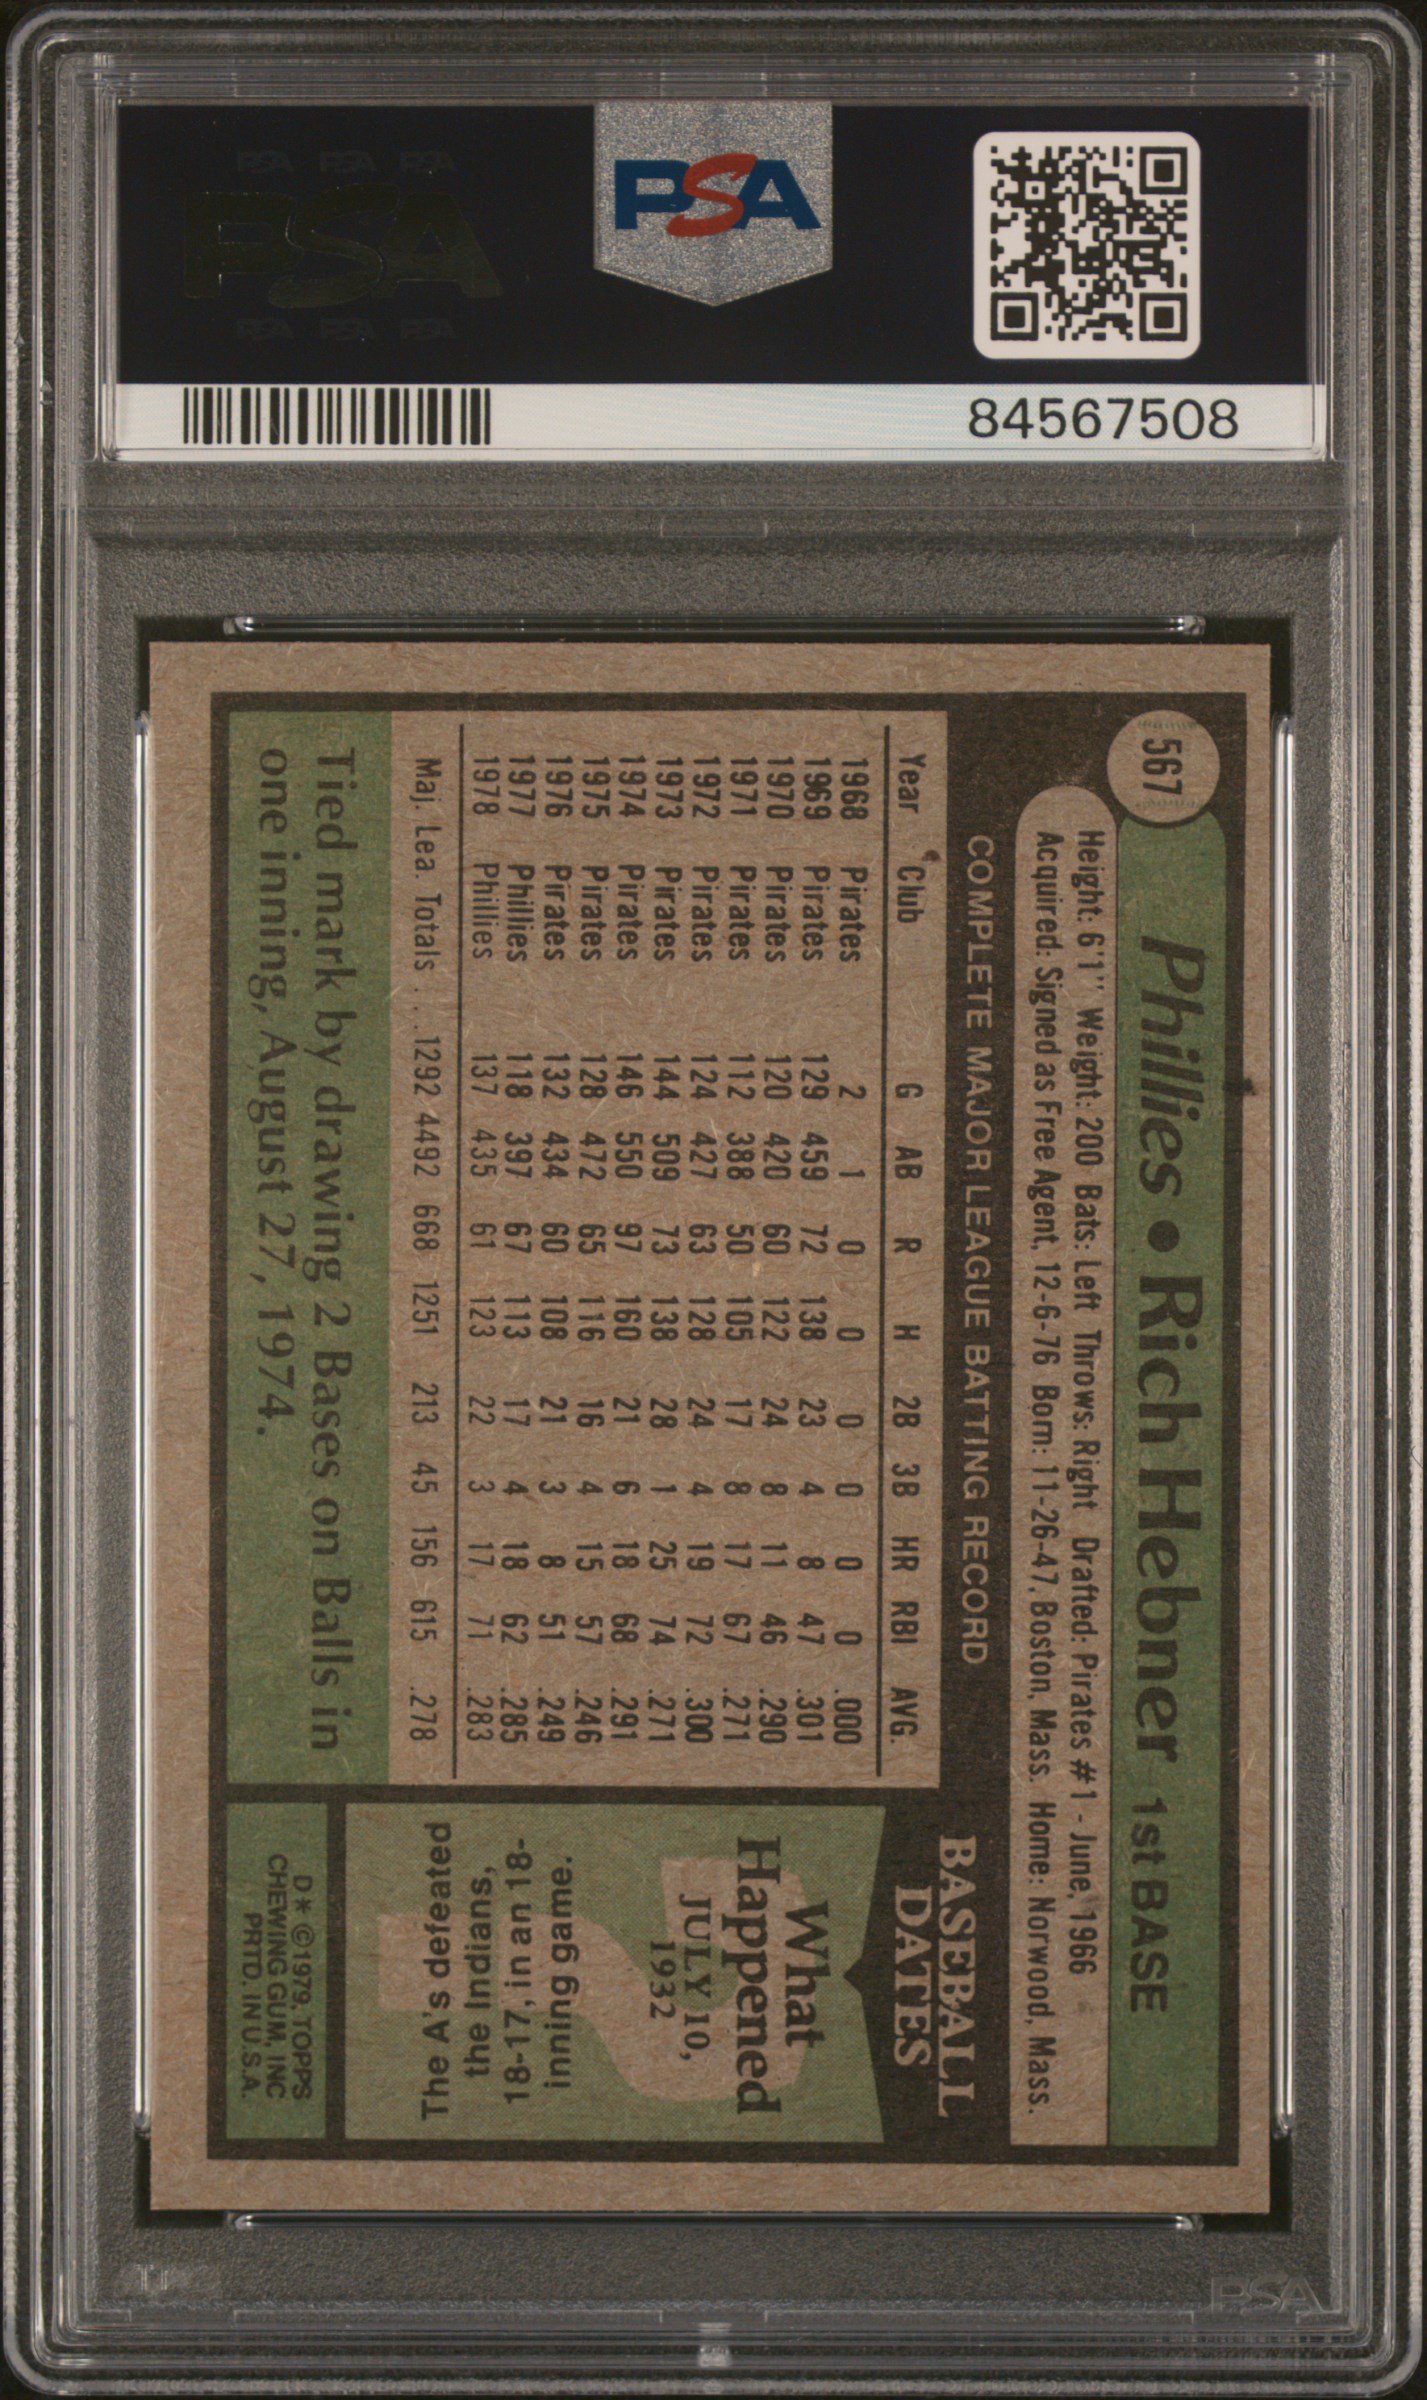 PSA PSA PSA
PSA
PSA PSA PSA
PSA
84567508
567
Phillies • Rich Hebner 1st BASE
Height: 6'1" Weight: 200 Bats: Left Throws: Right Drafted: Pirates #1 - June, 1966
Acquired: Signed as Free Agent, 12-6-76 Born: 11-26-47, Boston, Mass. Home: Norwood, Mass.
COMPLETE MAJOR LEAGUE BATTING RECORD
Year Club G AB R H 2B 3B HR RBI AVG.
1968 Pirates 2 1 0 0 0 0 0 0 .000
1969 Pirates 129 459 72 138 23 4 8 47 .301
1970 Pirates 120 420 60 122 24 8 11 46 .290
1971 Pirates 112 388 50 105 17 8 17 67 .271
1972 Pirates 124 427 63 128 24 4 19 72 .300
1973 Pirates 144 509 73 138 28 1 25 74 .271
1974 Pirates 146 550 97 160 21 6 18 68 .291
1975 Pirates 128 472 65 116 16 4 15 57 .246
1976 Pirates 132 434 60 108 21 3 8 51 .249
1977 Phillies 118 397 67 113 17 4 18 62 .285
1978 Phillies 137 435 61 123 22 3 17 71 .283
Maj. Lea. Totals . . .1292 4492 668 1251 213 45 156 615 .278
Tied mark by drawing 2 Bases on Balls in
one inning, August 27, 1974.
BASEBALL
DATES
What
Happened
JULY 10,
1932
The A's defeated
the Indians,
18-17, in an 18-
inning game.
D* © 1979, TOPPS
CHEWING GUM, INC
PRTD. IN U.S.A.
PSA